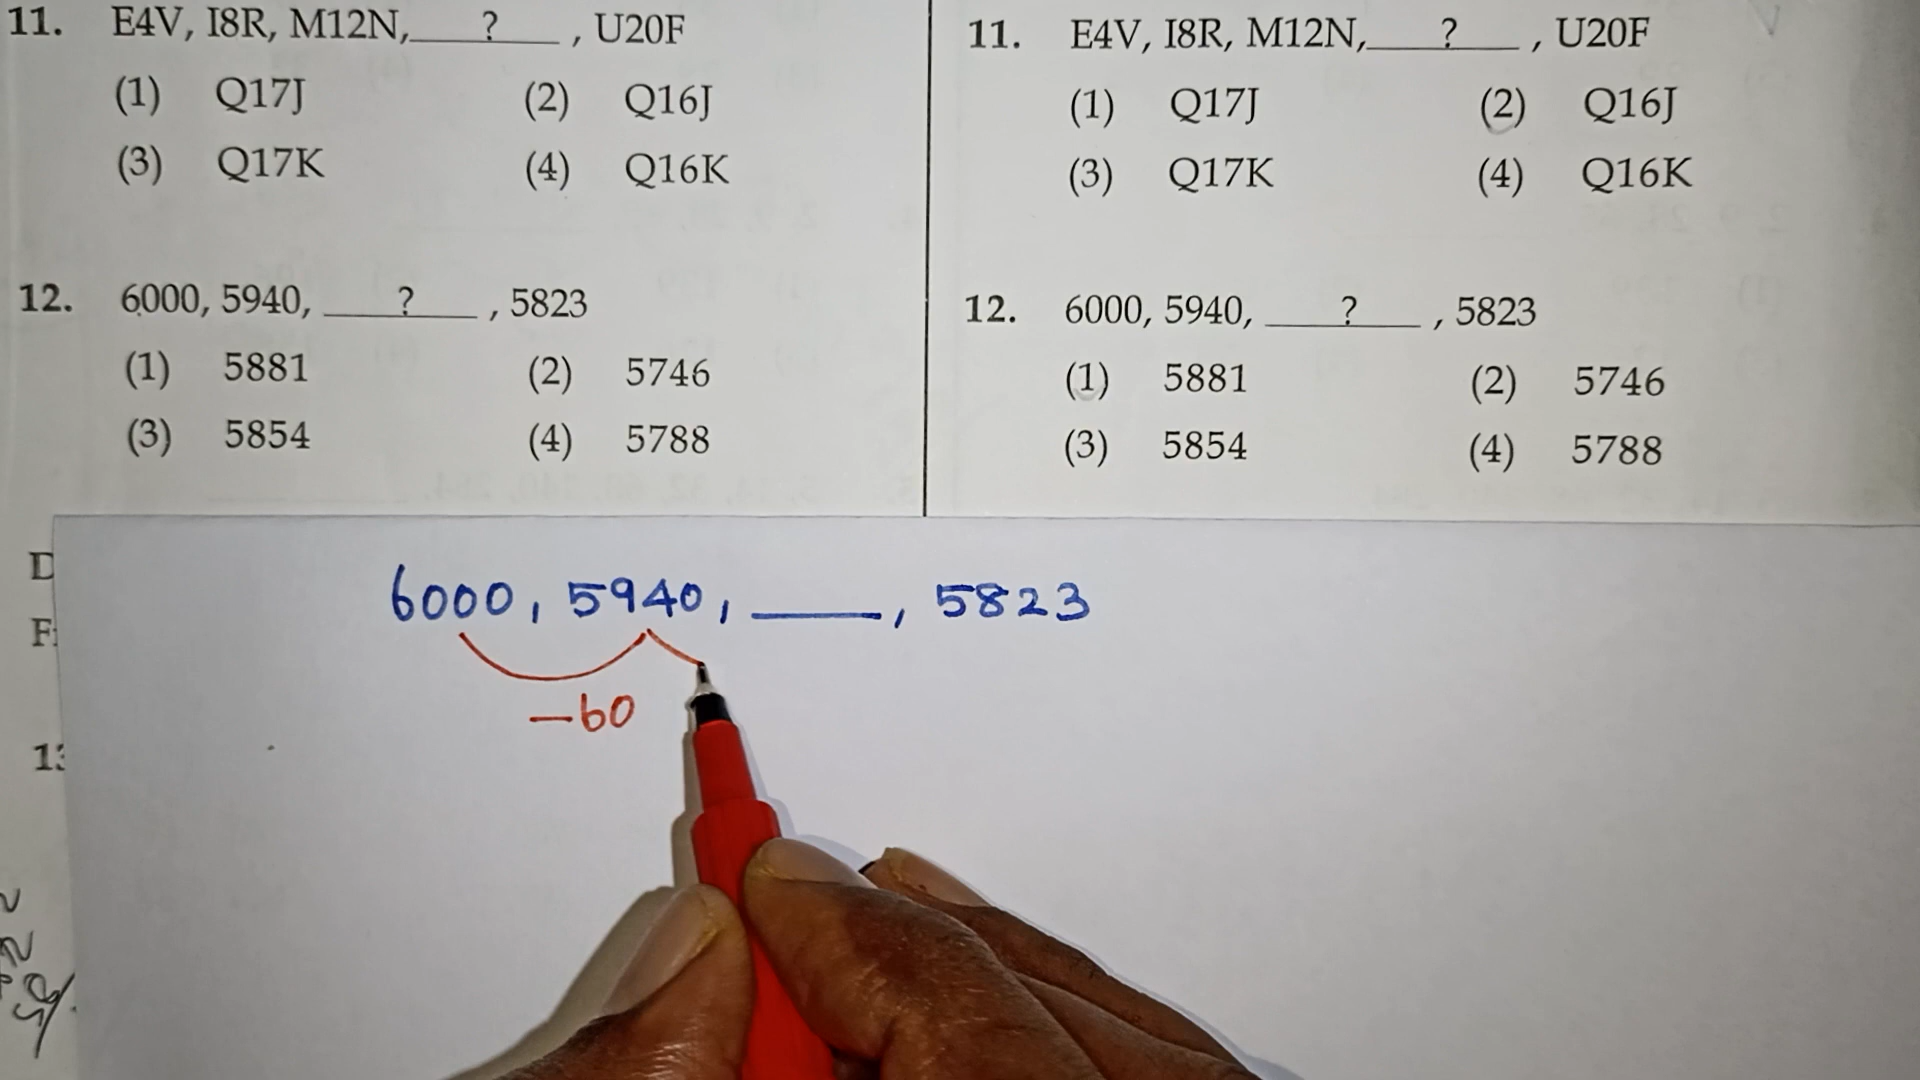 11. E4V, I8R, M12N, ? , U20F
(1) Q17J (2) Q16J
(3) Q17K (4) Q16K
12. 6000, 5940, ? , 5823
(1) 5881 (2) 5746
(3) 5854 (4) 5788
11. E4V, I8R, M12N, ? , U20F
(1) Q17J (2) Q16J
(3) Q17K (4) Q16K
12. 6000, 5940, ? , 5823
(1) 5881 (2) 5746
(3) 5854 (4) 5788
6000, 5940, ____, 5823
-60